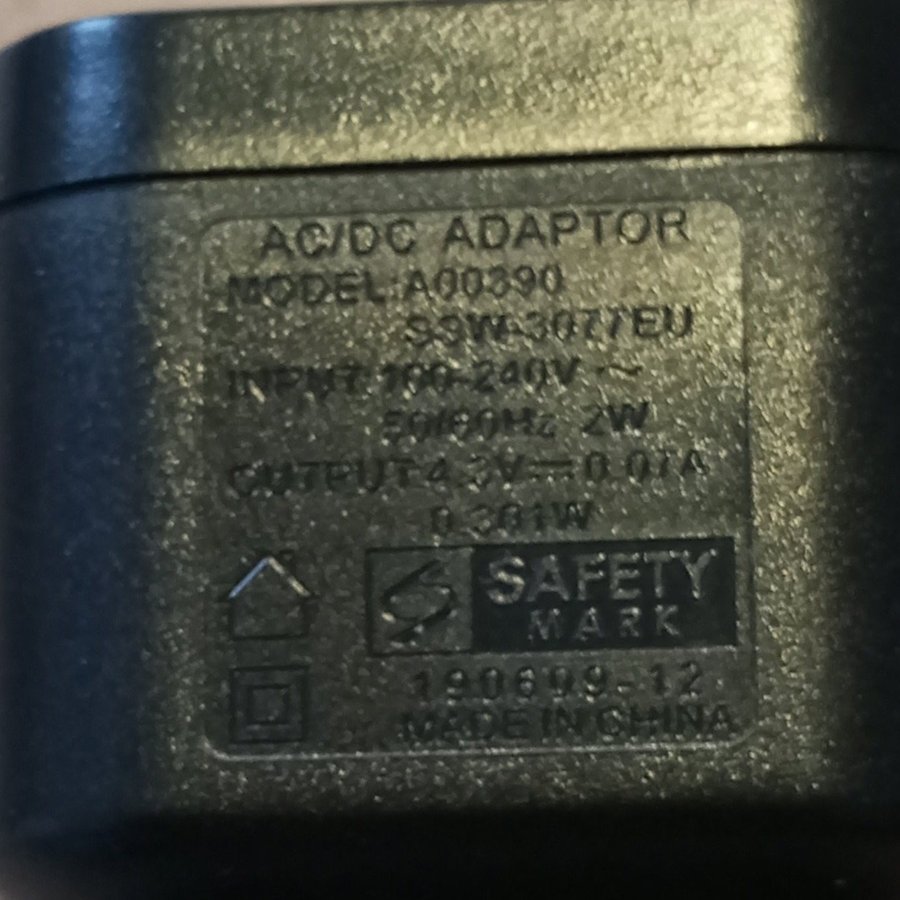 AC/DC ADAPTOR
MODEL:A00390
SSW-3077EU
INPUT:100-240V ~
50/60Hz 2W
OUTPUT:4.3V⎓0.07A
0.301W
SAFETY
MARK
190609-12
MADE IN CHINA